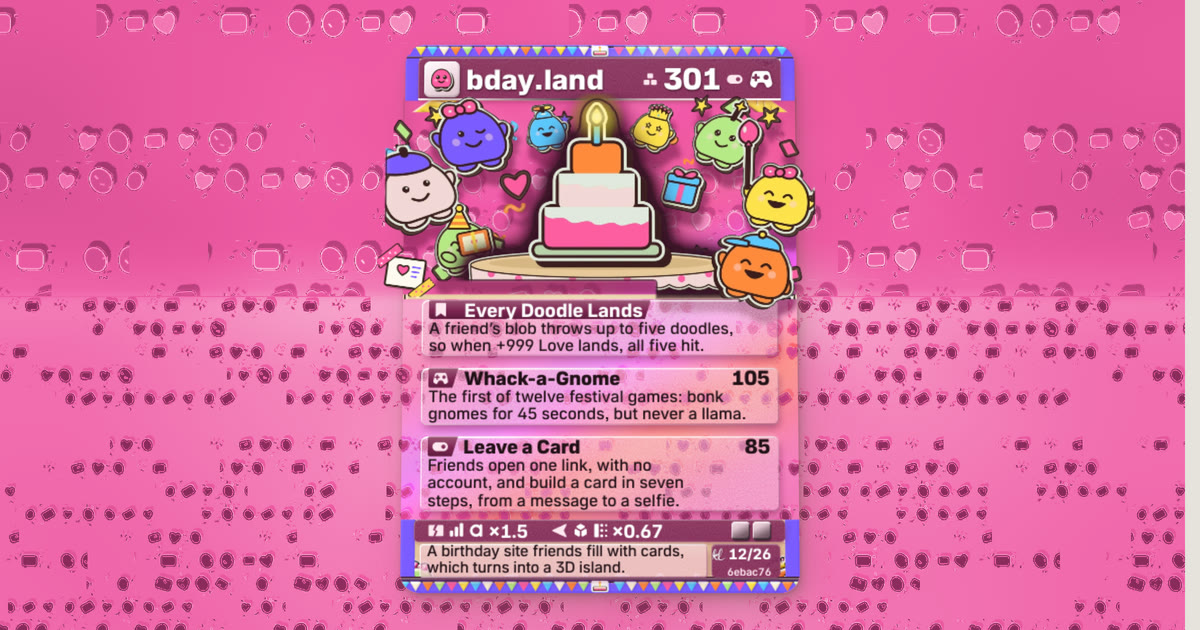 bday.land
301
Every Doodle Lands
A friend's blob throws up to five doodles,
so when +999 Love lands, all five hit.
Whack-a-Gnome
105
The first of twelve festival games: bonk
gnomes for 45 seconds, but never a llama.
Leave a Card
85
Friends open one link, with no
account, and build a card in seven
steps, from a message to a selfie.
×1.5
×0.67
A birthday site friends fill with cards,
which turns into a 3D island.
12/26
6ebac76